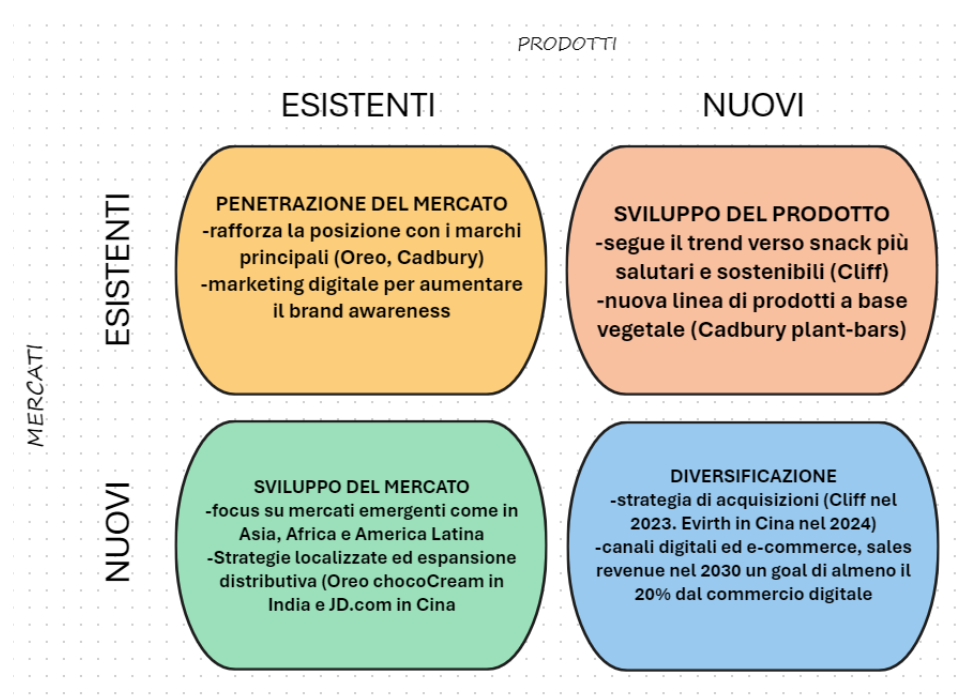 PRODOTTI
ESISTENTI
NUOVI
MERCATI
ESISTENTI
PENETRAZIONE DEL MERCATO
-rafforza la posizione con i marchi
principali (Oreo, Cadbury)
-marketing digitale per aumentare
il brand awareness
SVILUPPO DEL PRODOTTO
-segue il trend verso snack più
salutari e sostenibili (Cliff)
-nuova linea di prodotti a base
vegetale (Cadbury plant-bars)
NUOVI
SVILUPPO DEL MERCATO
-focus su mercati emergenti come in
Asia, Africa e America Latina
-Strategie localizzate ed espansione
distributiva (Oreo chocoCream in
India e JD.com in Cina
DIVERSIFICAZIONE
-strategia di acquisizioni (Cliff nel
2023. Evirth in Cina nel 2024)
-canali digitali ed e-commerce, sales
revenue nel 2030 un goal di almeno il
20% dal commercio digitale